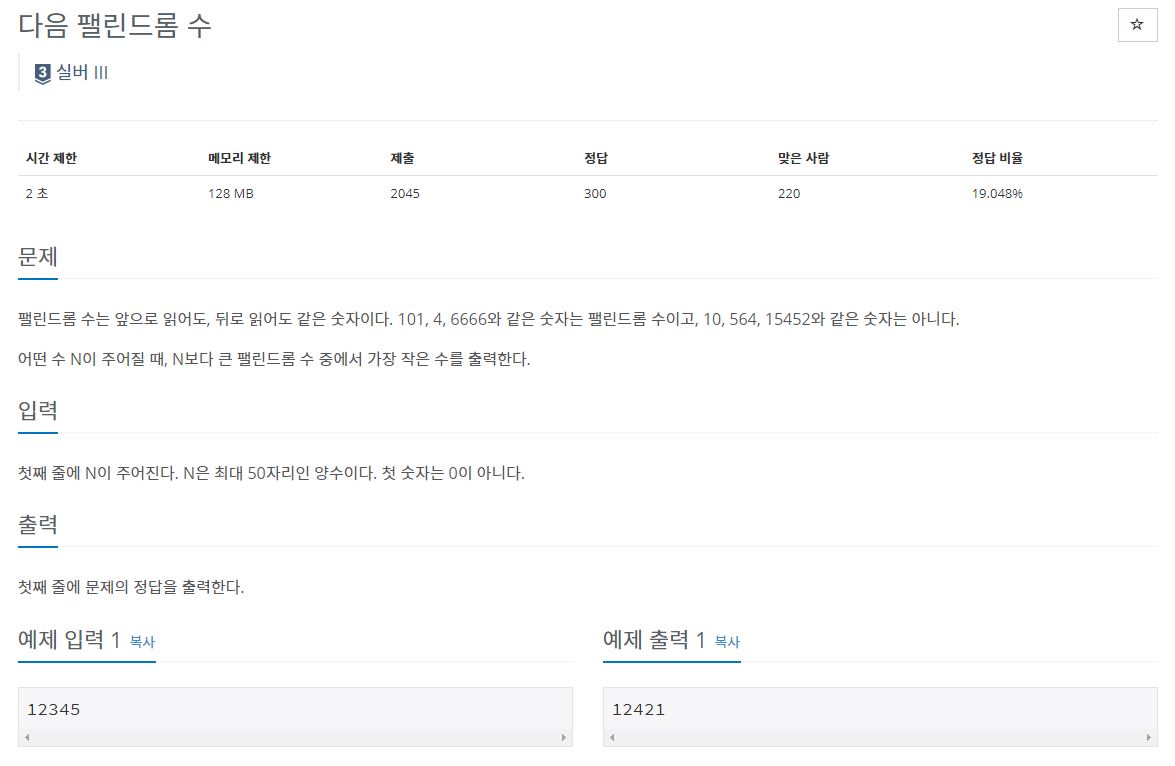 다음 팰린드롬 수
☆
3 실버 III
시간 제한 메모리 제한 제출 정답 맞은 사람 정답 비율
2 초 128 MB 2045 300 220 19.048%
문제
팰린드롬 수는 앞으로 읽어도, 뒤로 읽어도 같은 숫자이다. 101, 4, 6666와 같은 숫자는 팰린드롬 수이고, 10, 564, 15452와 같은 숫자는 아니다.
어떤 수 N이 주어질 때, N보다 큰 팰린드롬 수 중에서 가장 작은 수를 출력한다.
입력
첫째 줄에 N이 주어진다. N은 최대 50자리인 양수이다. 첫 숫자는 0이 아니다.
출력
첫째 줄에 문제의 정답을 출력한다.
예제 입력 1 복사
12345
예제 출력 1 복사
12421